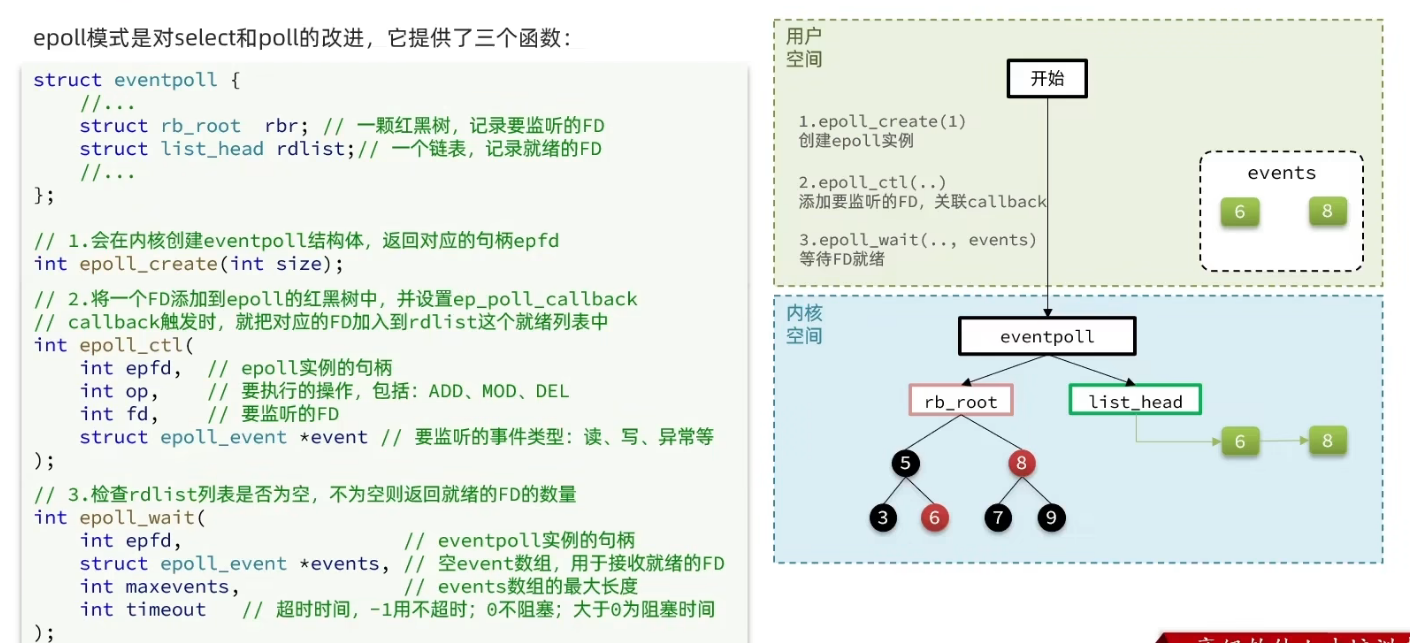 epoll模式是对select和poll的改进，它提供了三个函数：
struct eventpoll {
//...
struct rb_root  rbr; // 一颗红黑树，记录要监听的FD
struct list_head rdlist;// 一个链表，记录就绪的FD
//...
};
// 1.会在内核创建eventpoll结构体，返回对应的句柄epfd
int epoll_create(int size);
// 2.将一个FD添加到epoll的红黑树中，并设置ep_poll_callback
// callback触发时，就把对应的FD加入到rdlist这个就绪列表中
int epoll_ctl(
int epfd,  // epoll实例的句柄
int op,    // 要执行的操作，包括：ADD、MOD、DEL
int fd,    // 要监听的FD
struct epoll_event *event // 要监听的事件类型：读、写、异常等
);
// 3.检查rdlist列表是否为空，不为空则返回就绪的FD的数量
int epoll_wait(
int epfd,                   // eventpoll实例的句柄
struct epoll_event *events, // 空event数组，用于接收就绪的FD
int maxevents,              // events数组的最大长度
int timeout   // 超时时间，-1用不超时；0不阻塞；大于0为阻塞时间
);
用户
空间
开始
1.epoll_create(1)
创建epoll实例
2.epoll_ctl(..)
添加要监听的FD，关联callback
3.epoll_wait(.., events)
等待FD就绪
events
6 8
内核
空间
eventpoll
rb_root list_head
6 8
5 8
3 6 7 9